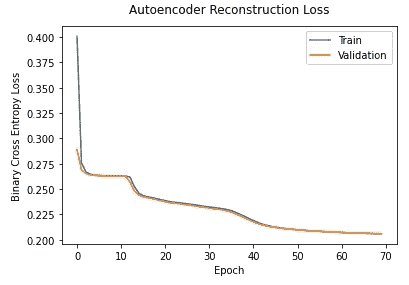 Autoencoder Reconstruction Loss
Train
Validation
Binary Cross Entropy Loss
0.400
0.375
0.350
0.325
0.300
0.275
0.250
0.225
0.200
0 10 20 30 40 50 60 70
Epoch